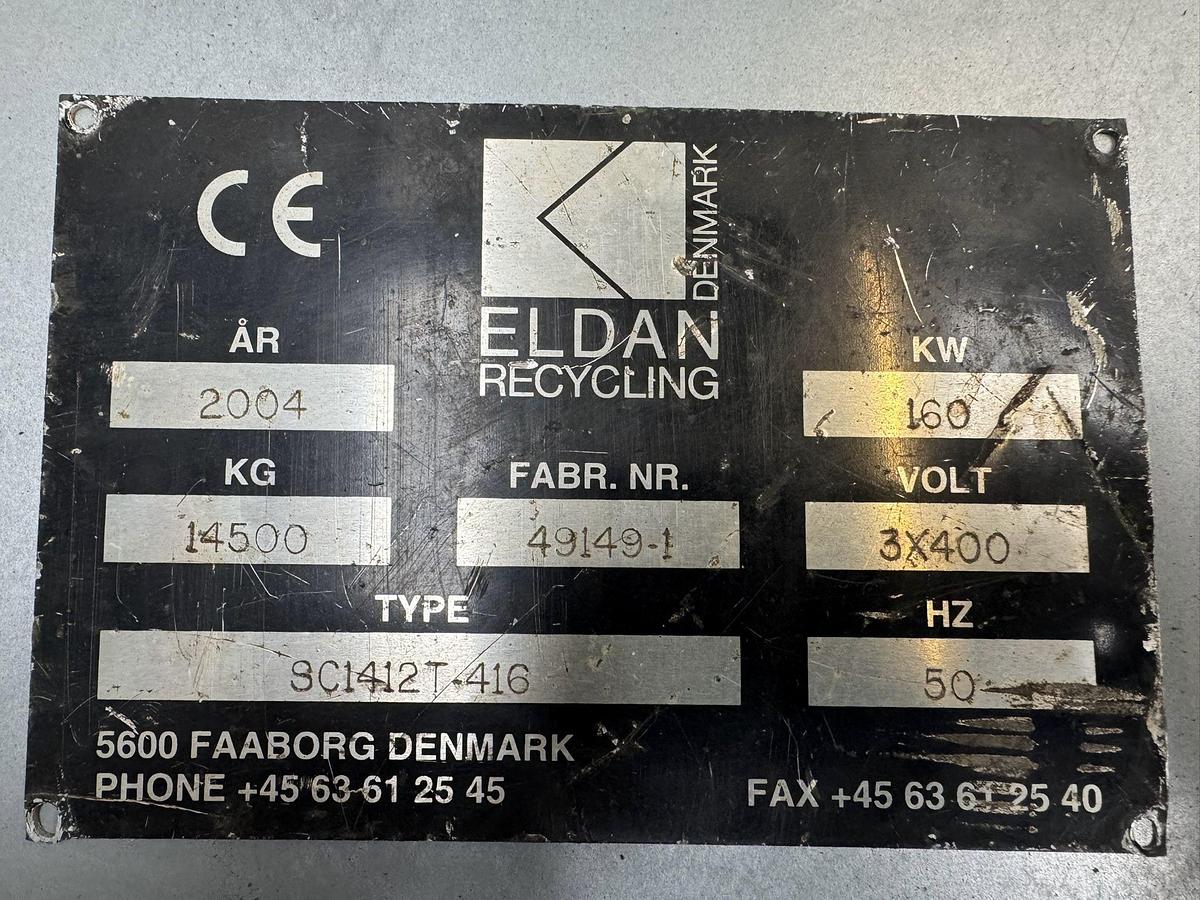 CE
DENMARK
ELDAN
RECYCLING
ÅR
2004
KW
160
KG
14500
FABR. NR.
49149-1
VOLT
3X400
TYPE
SC1412T-416
HZ
50
5600 FAABORG DENMARK
PHONE +45 63 61 25 45
FAX +45 63 61 25 40